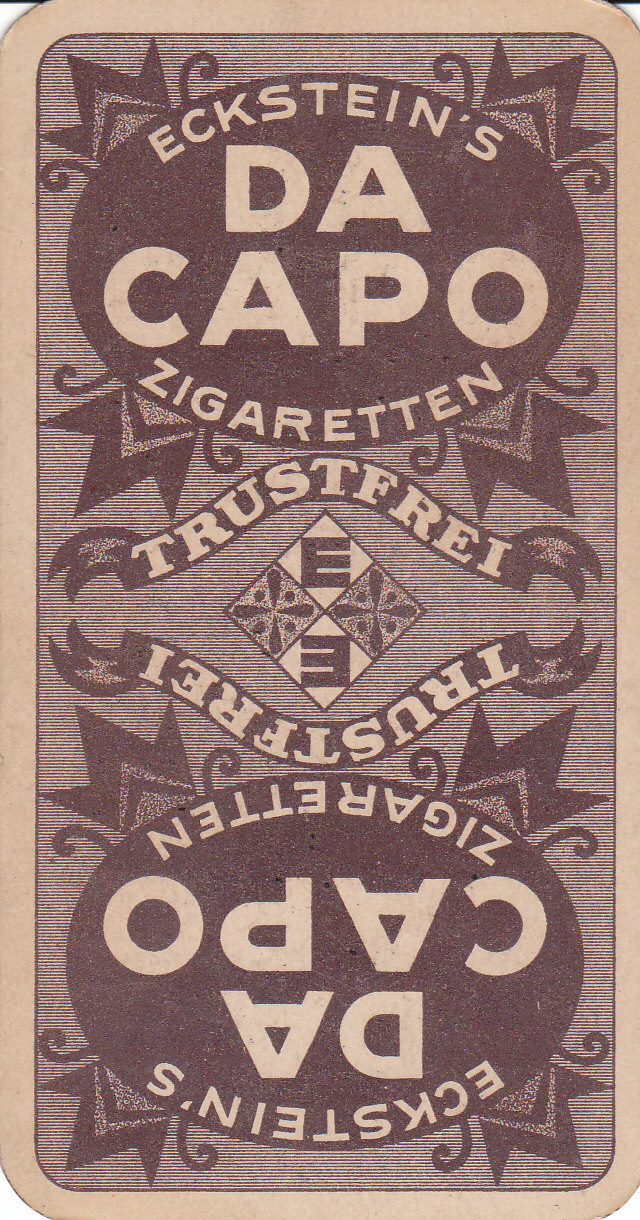 ECKSTEIN'S
DA
CAPO
ZIGARETTEN
TRUSTFREI
E
E
TRUSTFREI
ZIGARETTEN
CAPO
DA
ECKSTEIN'S